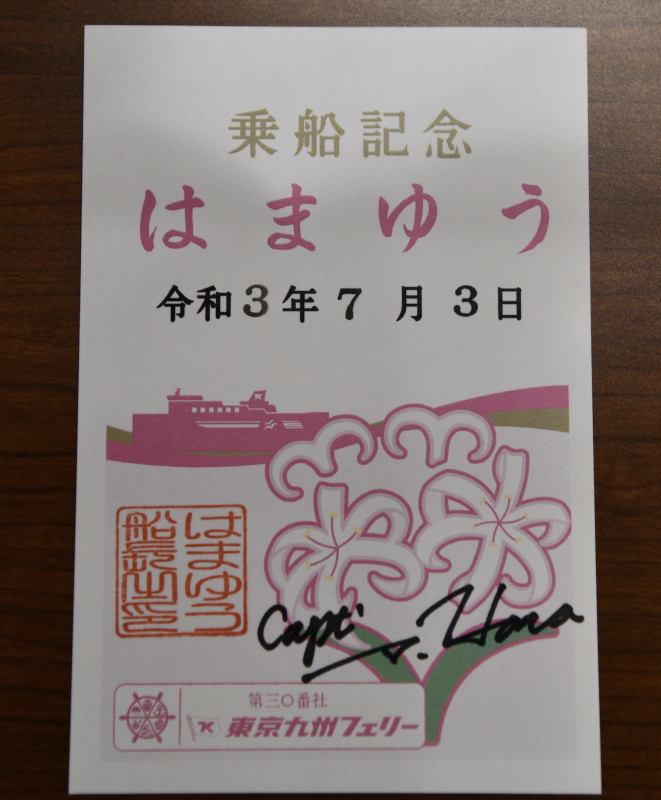 乗船記念
はまゆう
令和3年7月3日
はまゆう
船長之印
Capt. J. Hara
第三〇番社
東京九州フェリー